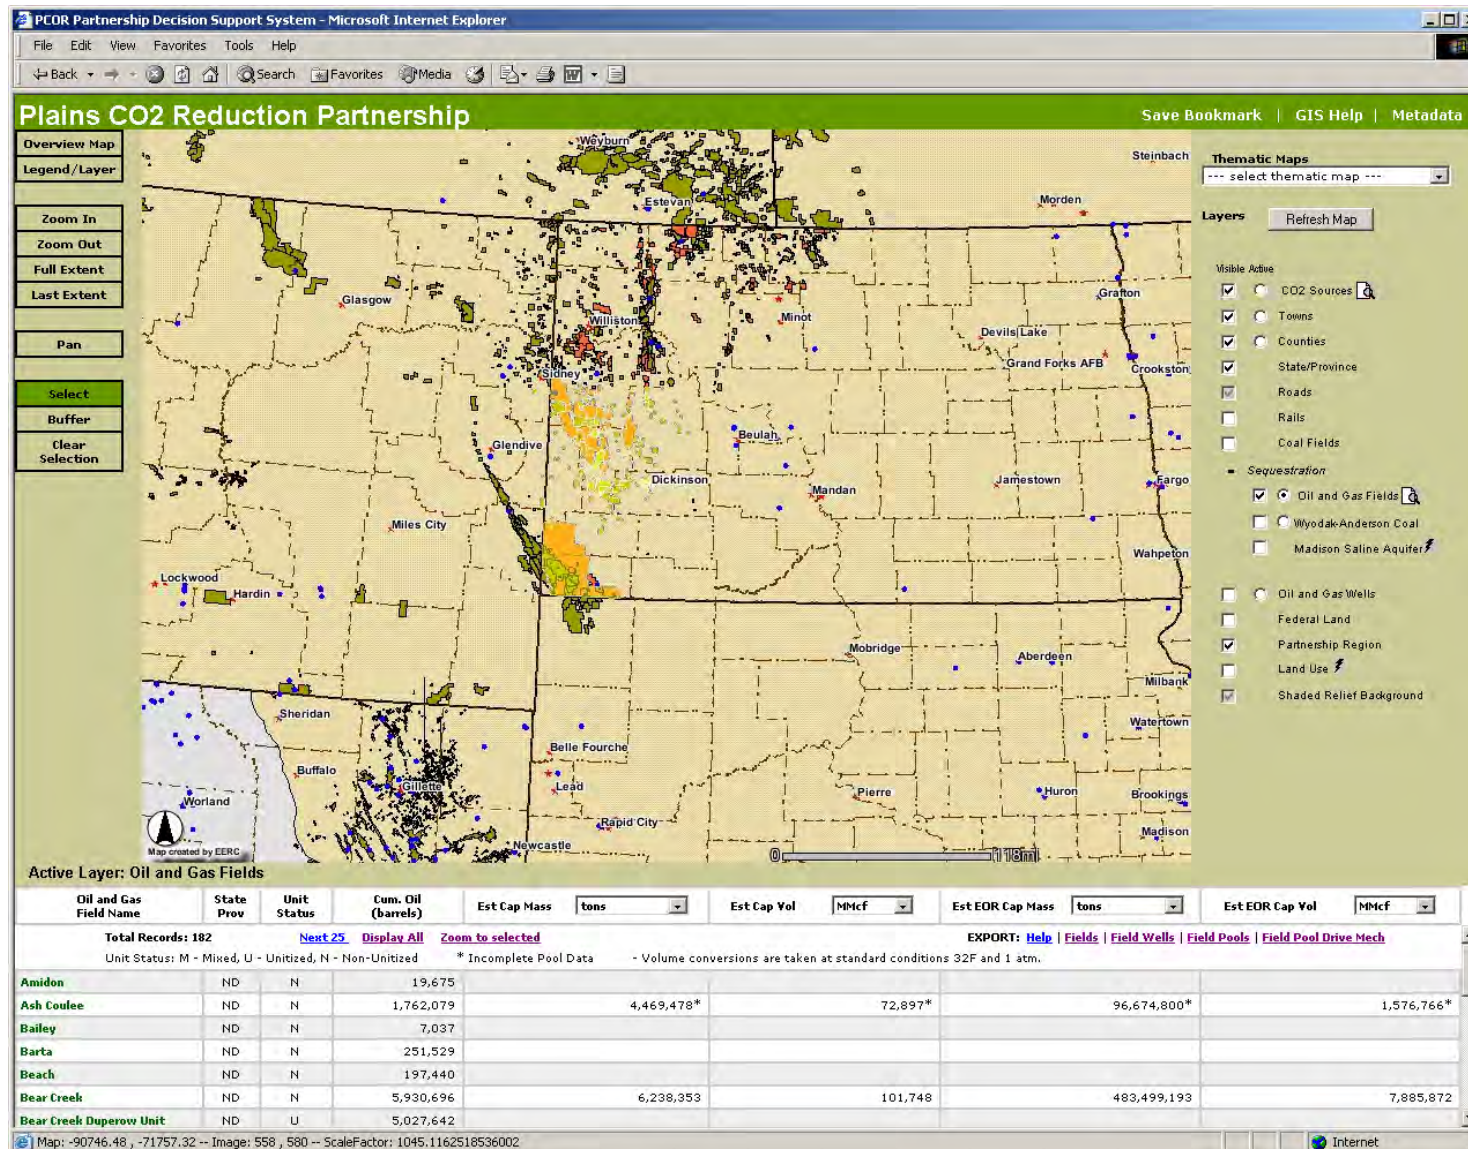 PCOR Partnership Decision Support System - Microsoft Internet Explorer
File Edit View Favorites Tools Help
Back Search Favorites Media
Plains CO2 Reduction Partnership
Save Bookmark | GIS Help | Metadata
Overview Map
Legend/Layer
Zoom In
Zoom Out
Full Extent
Last Extent
Pan
Select
Buffer
Clear Selection
Weyburn
Steinbach
Estevan
Morden
Glasgow
Grafton
Williston
Minot
Devils Lake
Grand Forks AFB
Crookston
Sidney
Glendive
Beulah
Dickinson
Mandan
Jamestown
Fargo
Miles City
Wahpeton
Lockwood
Hardin
Mobridge
Aberdeen
Milbank
Sheridan
Watertown
Belle Fourche
Buffalo
Gillette
Lead
Worland
Pierre
Huron
Brookings
Rapid City
Newcastle
Madison
Map created by EERC
0 118mi
Thematic Maps
--- select thematic map ---
Layers Refresh Map
Visible Active
CO2 Sources
Towns
Counties
State/Province
Roads
Rails
Coal Fields
- Sequestration
Oil and Gas Fields
Wyodak-Anderson Coal
Madison Saline Aquifer
Oil and Gas Wells
Federal Land
Partnership Region
Land Use
Shaded Relief Background
Active Layer: Oil and Gas Fields
Oil and Gas Field Name State Prov Unit Status Cum. Oil (barrels) Est Cap Mass tons Est Cap Vol MMcf Est EOR Cap Mass tons Est EOR Cap Vol MMcf
Total Records: 182 Next 25 Display All Zoom to selected EXPORT: Help | Fields | Field Wells | Field Pools | Field Pool Drive Mech
Unit Status: M - Mixed, U - Unitized, N - Non-Unitized * Incomplete Pool Data - Volume conversions are taken at standard conditions 32F and 1 atm.
Amidon ND N 19,675
Ash Coulee ND N 1,762,079 4,469,478* 72,897* 96,674,800* 1,576,766*
Bailey ND N 7,037
Barta ND N 251,529
Beach ND N 197,440
Bear Creek ND N 5,930,696 6,238,353 101,748 483,499,193 7,885,872
Bear Creek Duperow Unit ND U 5,027,642
Map: -90746.48 , -71757.32 -- Image: 558 , 580 -- ScaleFactor: 1045.1162518536002
Internet